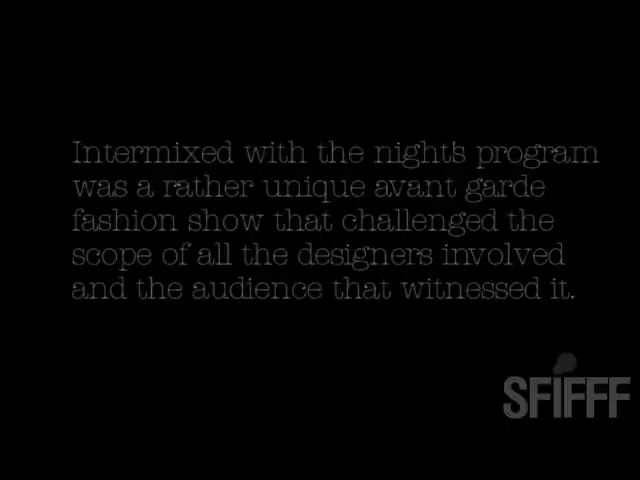 Intermixed with the night's program
was a rather unique avant garde
fashion show that challenged the
scope of all the designers involved
and the audience that witnessed it.
SFIFFF